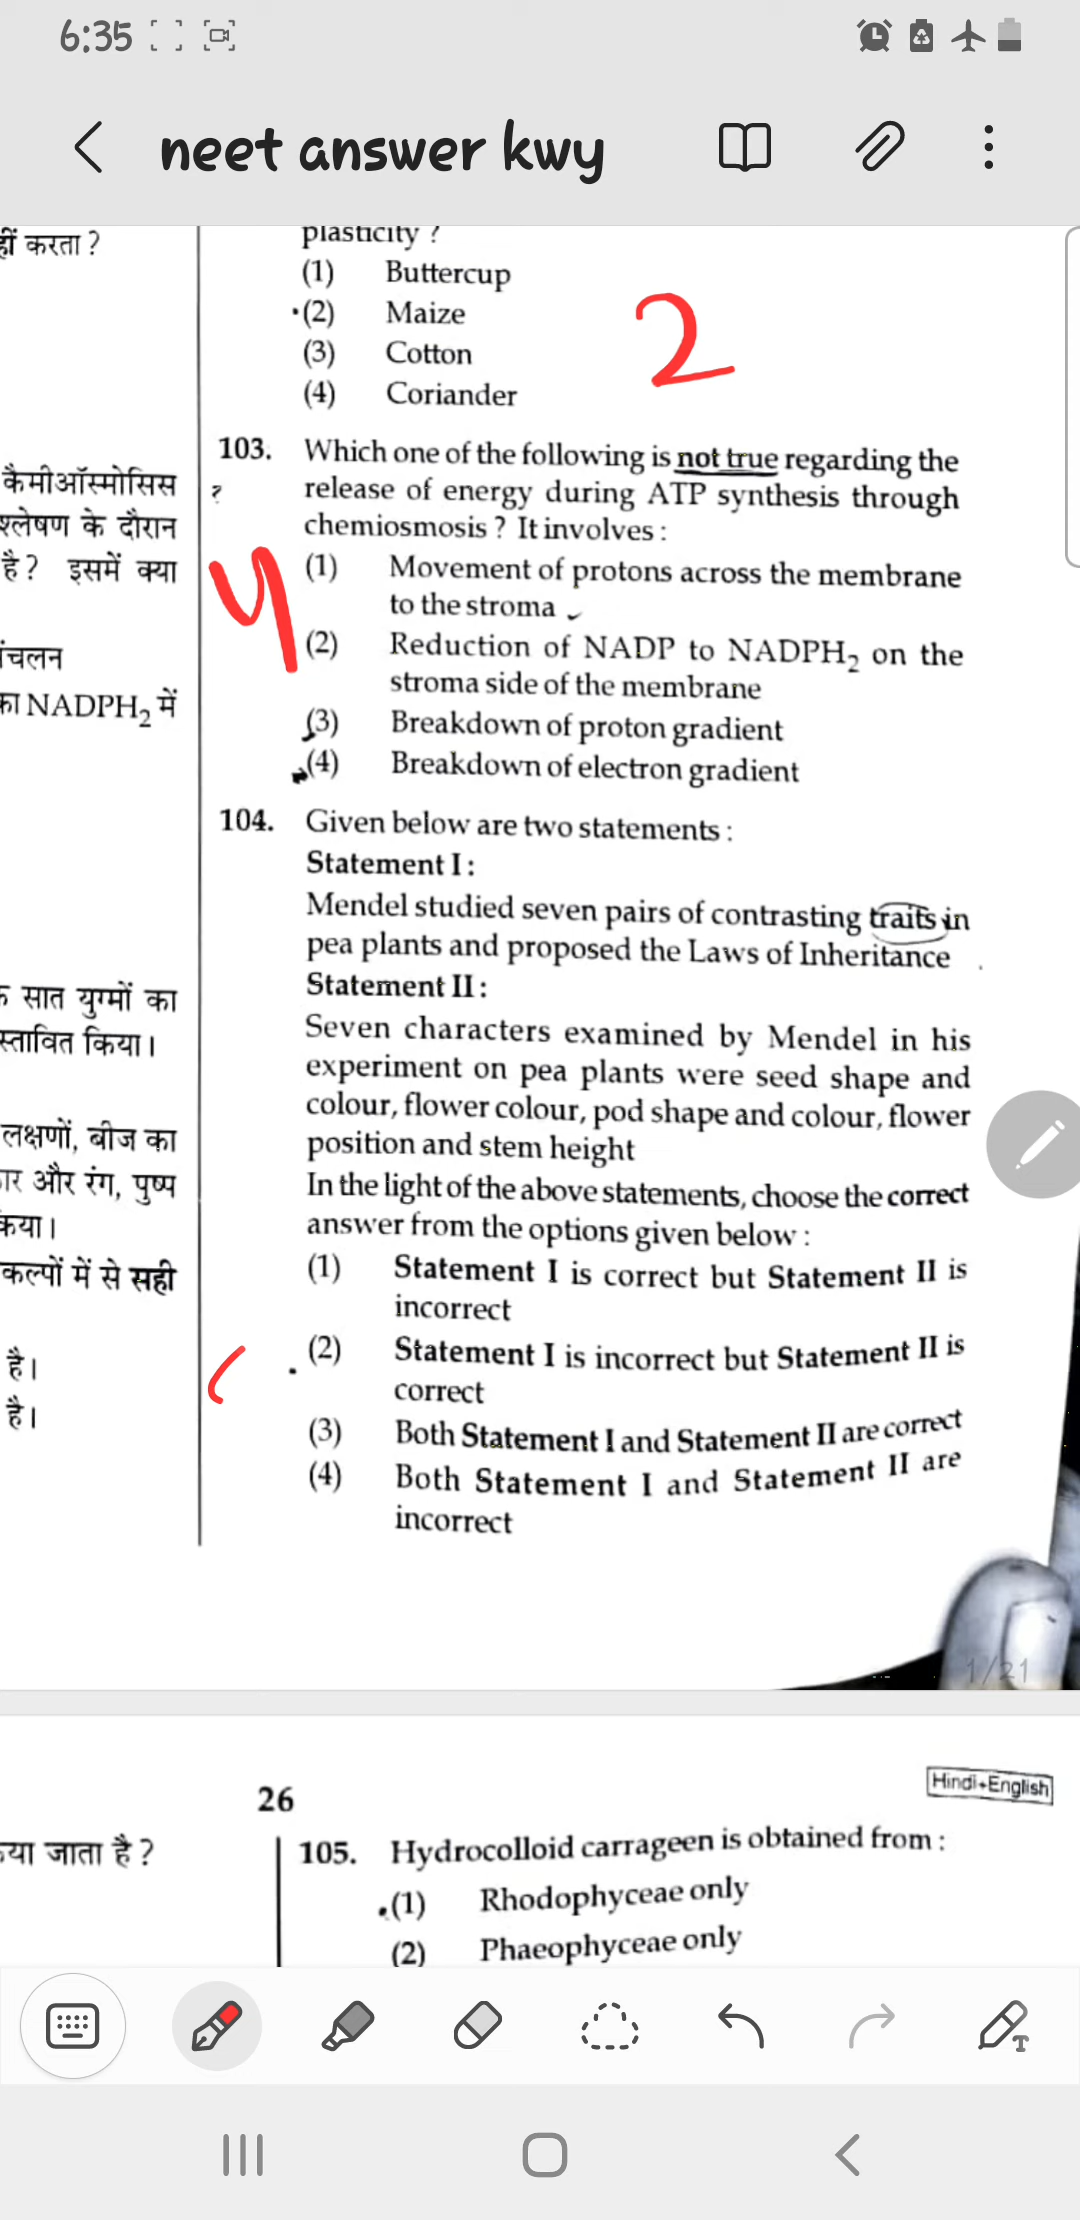 6:35
neet answer kwy
हीं करता ?
plasticity ?
(1) Buttercup
(2) Maize
(3) Cotton
(4) Coriander
2
103. Which one of the following is not true regarding the
release of energy during ATP synthesis through
chemiosmosis ? It involves :
(1) Movement of protons across the membrane
to the stroma
(2) Reduction of NADP to NADPH₂ on the
stroma side of the membrane
(3) Breakdown of proton gradient
(4) Breakdown of electron gradient
4
कैमीऑस्मोसिस
श्लेषण के दौरान ?
है ? इसमें क्या
ंचलन
का NADPH₂ में
104. Given below are two statements :
Statement I :
Mendel studied seven pairs of contrasting traits in
pea plants and proposed the Laws of Inheritance
Statement II :
Seven characters examined by Mendel in his
experiment on pea plants were seed shape and
colour, flower colour, pod shape and colour, flower
position and stem height
In the light of the above statements, choose the correct
answer from the options given below :
(1) Statement I is correct but Statement II is
incorrect
(2) Statement I is incorrect but Statement II is
correct
(3) Both Statement I and Statement II are correct
(4) Both Statement I and Statement II are
incorrect
सात युग्मों का
स्तावित किया।
लक्षणों, बीज का
और रंग, पुष्प
किया।
कल्पों में से सही
है।
है।
1/21
26
Hindi+English
या जाता है ?
105. Hydrocolloid carrageen is obtained from :
(1) Rhodophyceae only
(2) Phaeophyceae only
T